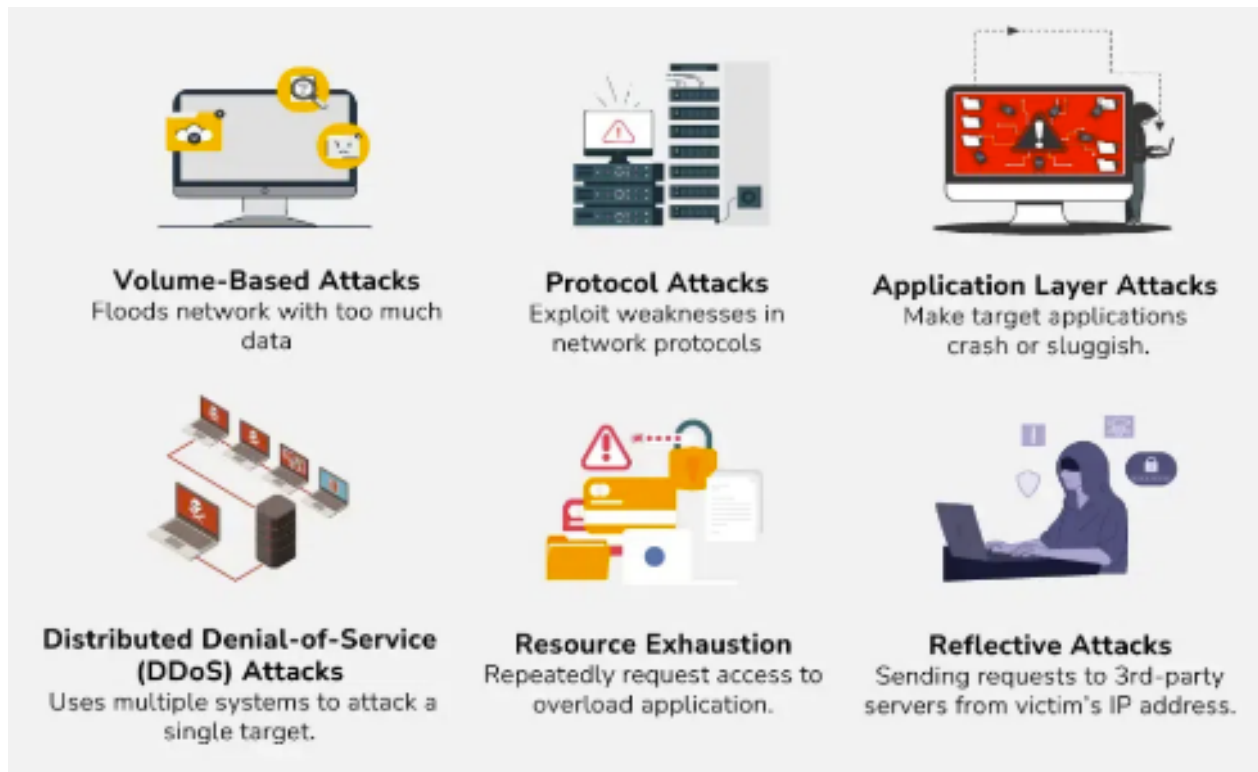 Volume-Based Attacks
Floods network with too much
data
Protocol Attacks
Exploit weaknesses in
network protocols
Application Layer Attacks
Make target applications
crash or sluggish.
Distributed Denial-of-Service
(DDoS) Attacks
Uses multiple systems to attack a
single target.
Resource Exhaustion
Repeatedly request access to
overload application.
Reflective Attacks
Sending requests to 3rd-party
servers from victim's IP address.